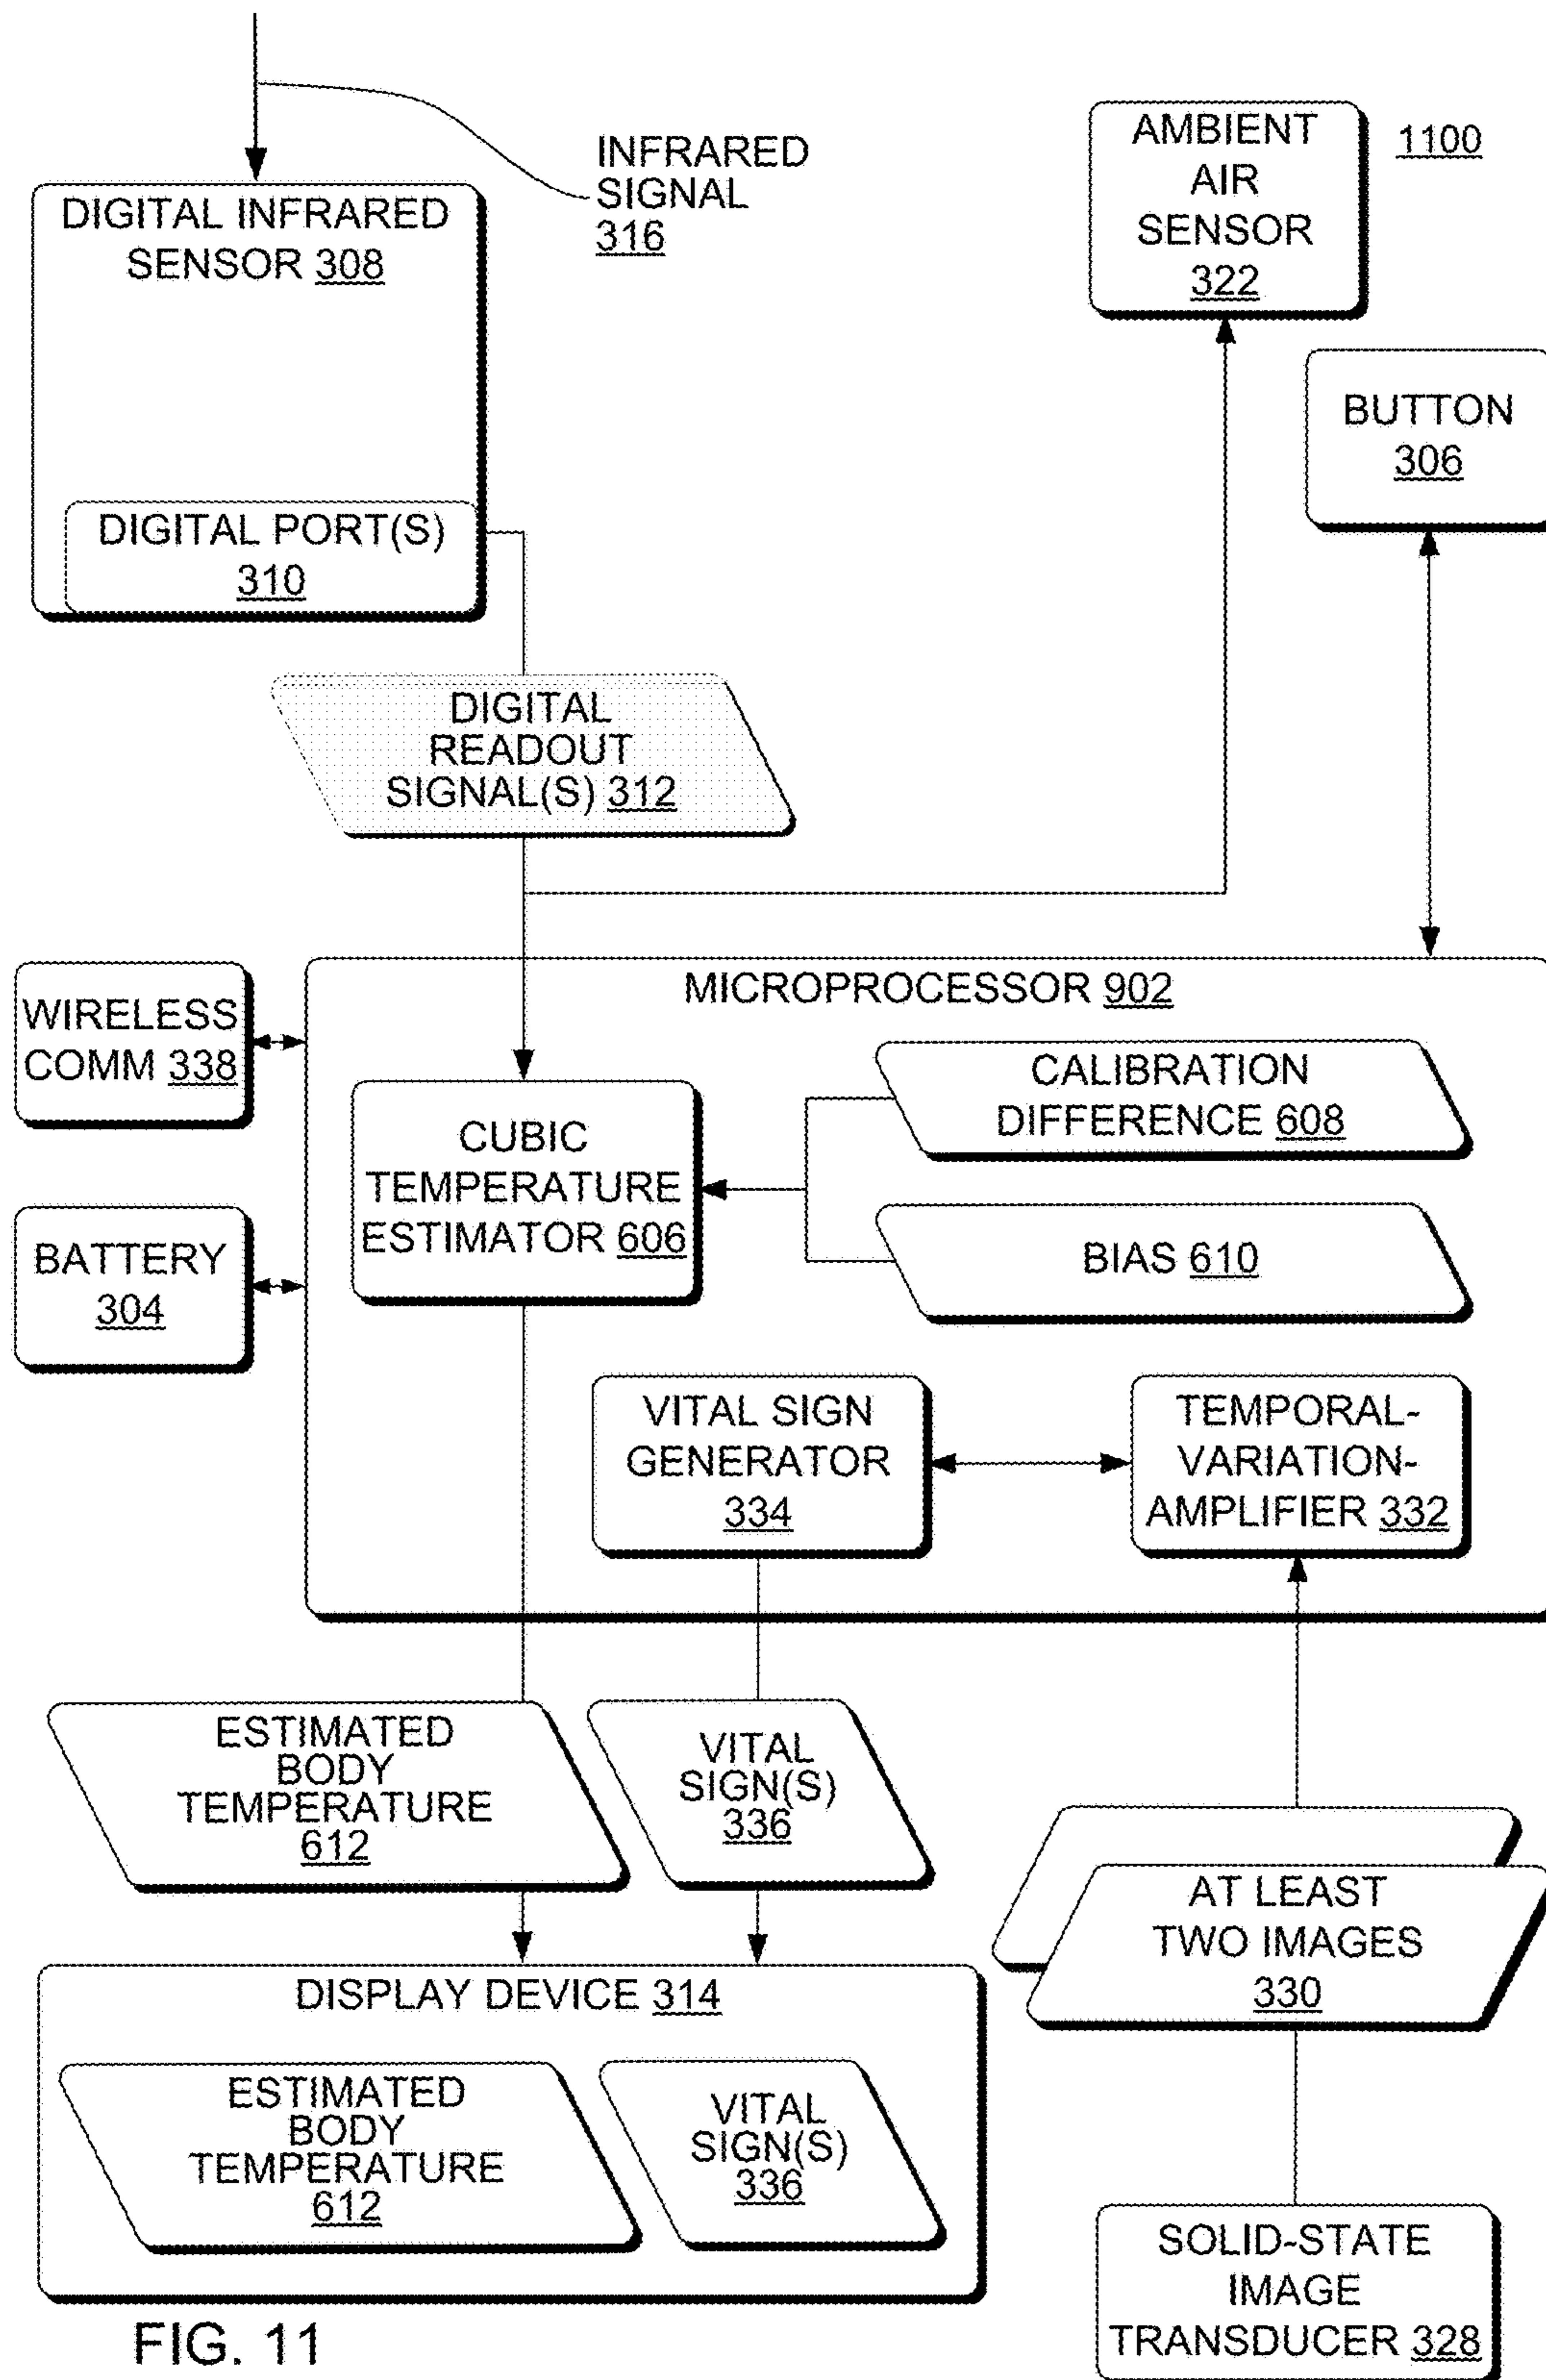 INFRARED
SIGNAL
316
AMBIENT
AIR
SENSOR
322
1100
DIGITAL INFRARED
SENSOR 308
BUTTON
306
DIGITAL PORT(S)
310
DIGITAL
READOUT
SIGNAL(S) 312
MICROPROCESSOR 902
WIRELESS
COMM 338
CALIBRATION
DIFFERENCE 608
CUBIC
TEMPERATURE
ESTIMATOR 606
BATTERY
304
BIAS 610
VITAL SIGN
GENERATOR
334
TEMPORAL-
VARIATION-
AMPLIFIER 332
ESTIMATED
BODY
TEMPERATURE
612
VITAL
SIGN(S)
336
AT LEAST
TWO IMAGES
330
DISPLAY DEVICE 314
ESTIMATED
BODY
TEMPERATURE
612
VITAL
SIGN(S)
336
SOLID-STATE
IMAGE
TRANSDUCER 328
FIG. 11